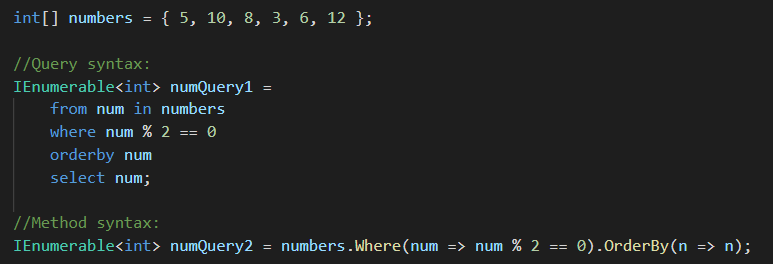 int[] numbers = { 5, 10, 8, 3, 6, 12 };
//Query syntax:
IEnumerable<int> numQuery1 =
from num in numbers
where num % 2 == 0
orderby num
select num;
//Method syntax:
IEnumerable<int> numQuery2 = numbers.Where(num => num % 2 == 0).OrderBy(n => n);